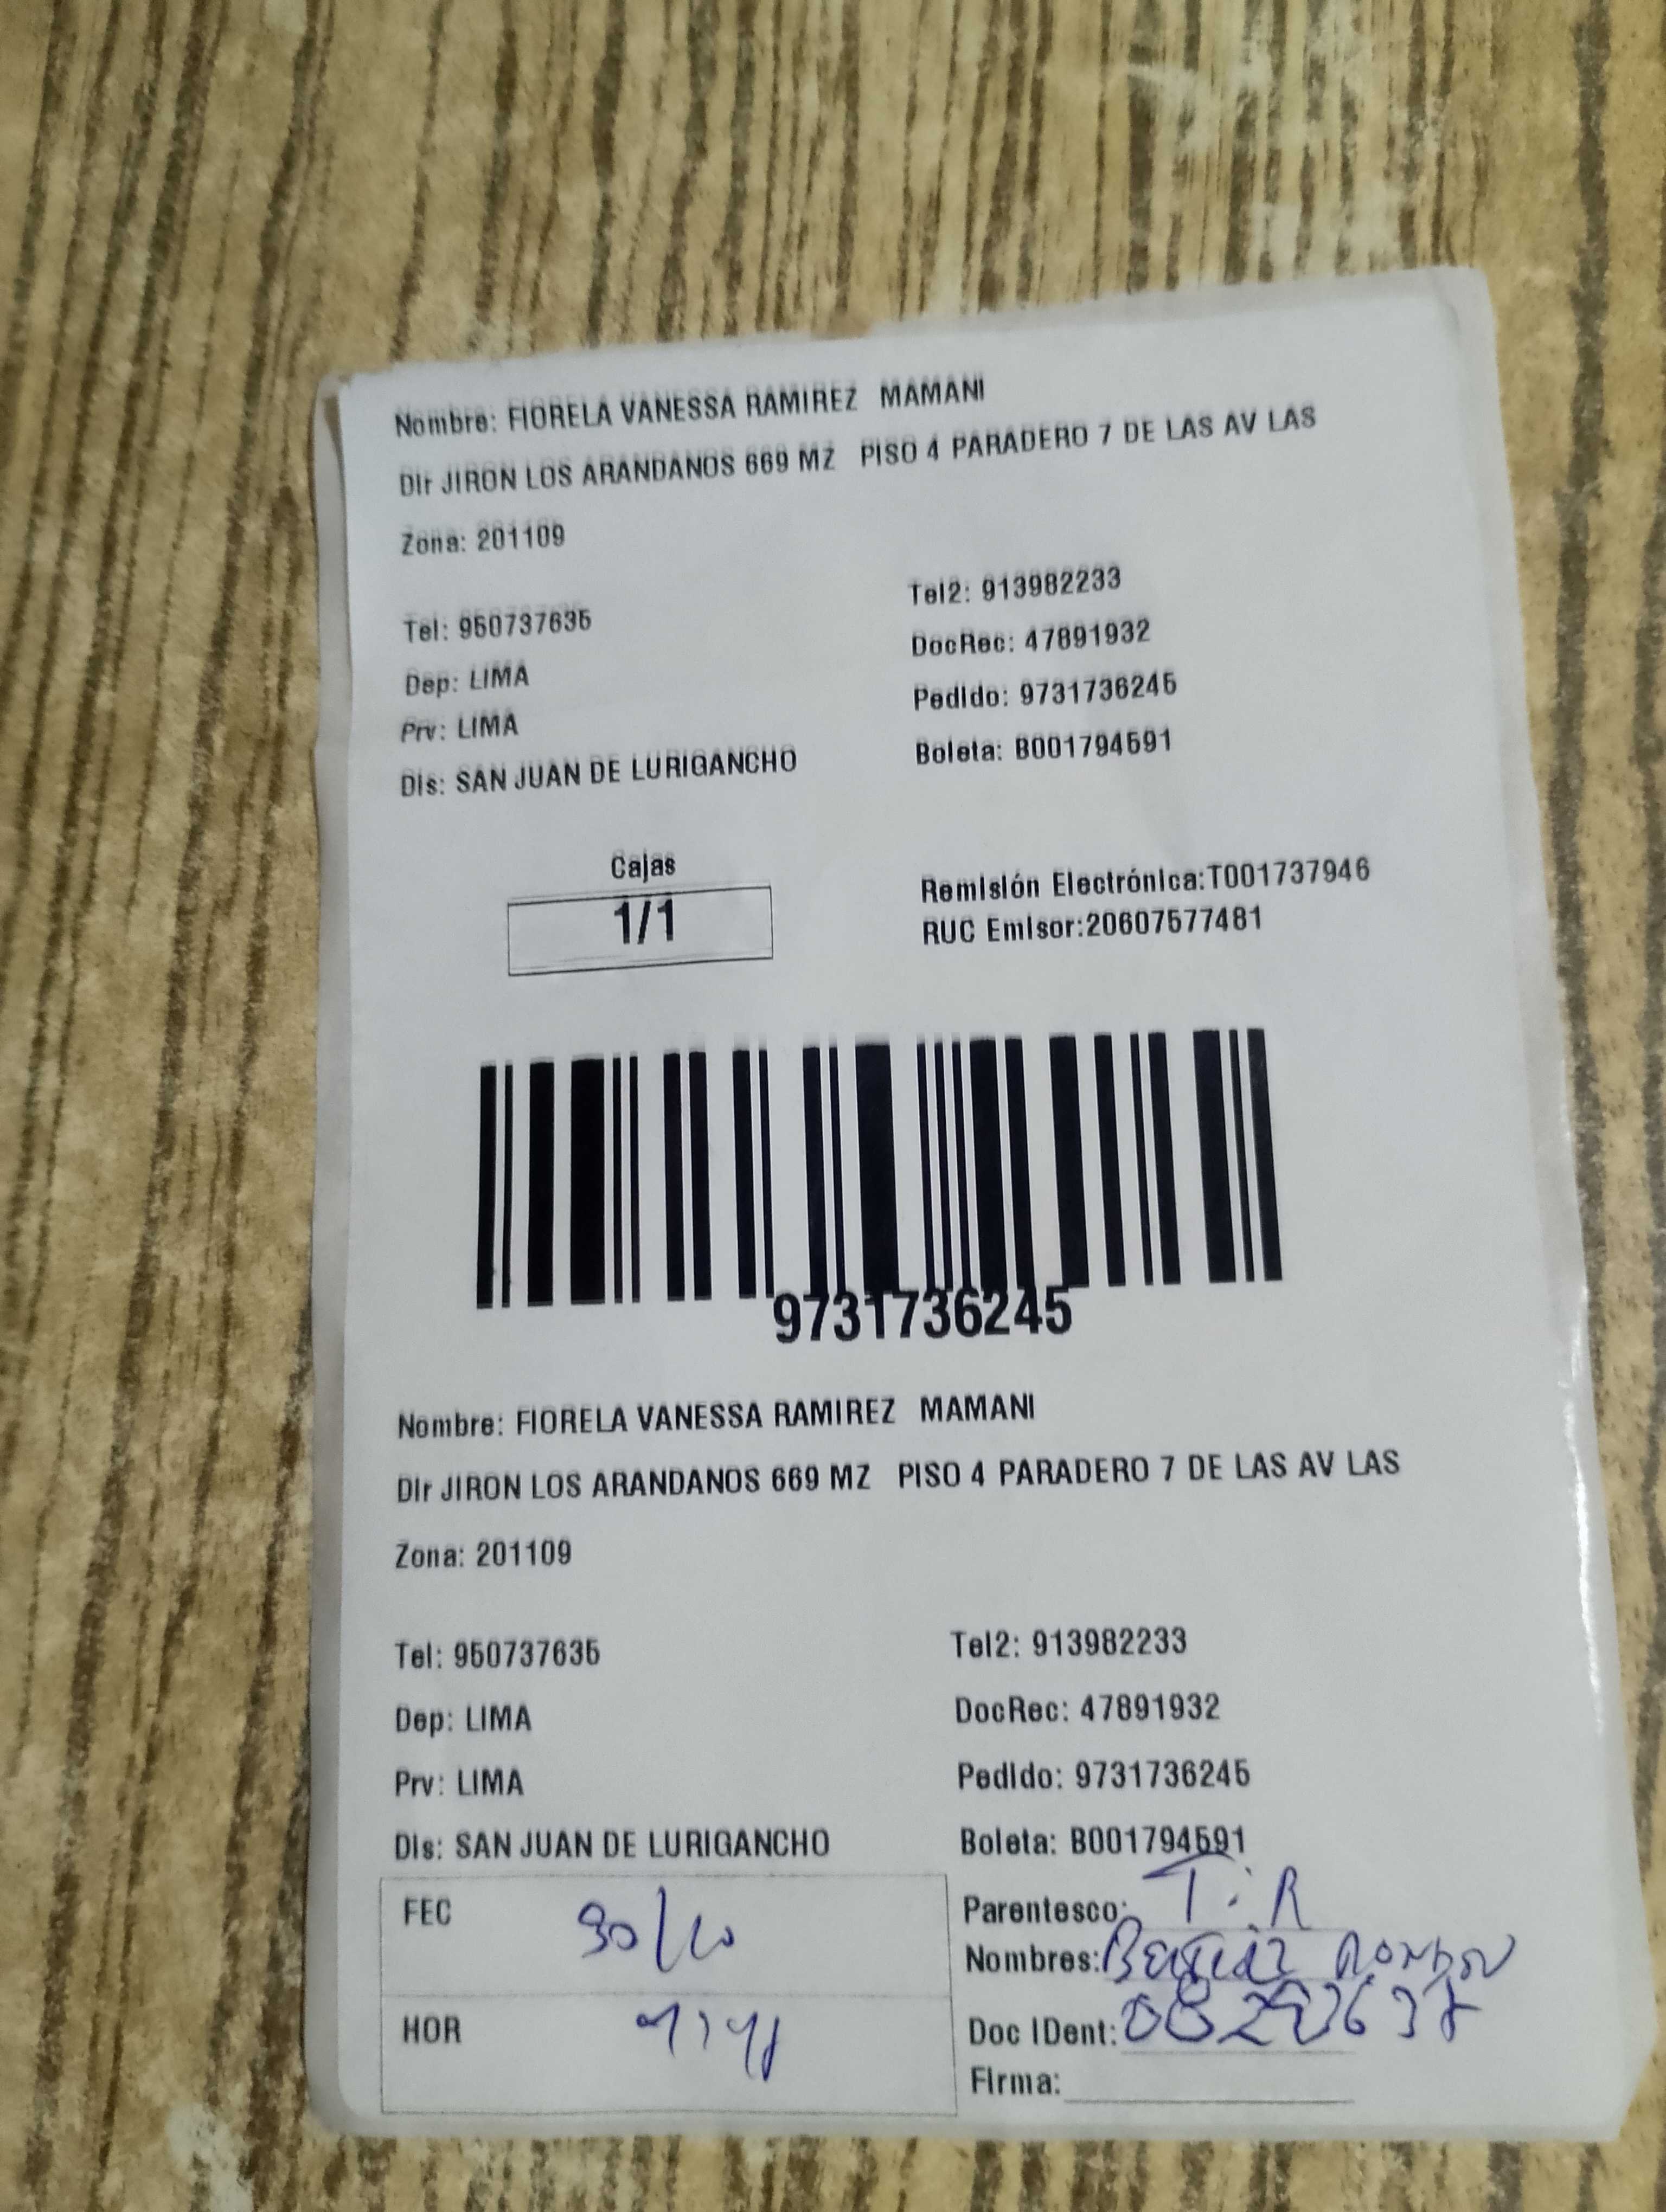 Nombre: FIORELA VANESSA RAMIREZ MAMANI
Dir JIRON LOS ARANDANOS 669 MZ PISO 4 PARADERO 7 DE LAS AV LAS
Zona: 201109
Tel: 950737635 Tel2: 913982233
DocRec: 47891932
Dep: LIMA
Pedido: 9731736245
Prv: LIMA
Boleta: B001794591
Dis: SAN JUAN DE LURIGANCHO
Cajas
1/1
Remisión Electrónica:T001737946
RUC Emisor:20607577481
9731736245
Nombre: FIORELA VANESSA RAMIREZ MAMANI
Dir JIRON LOS ARANDANOS 669 MZ PISO 4 PARADERO 7 DE LAS AV LAS
Zona: 201109
Tel: 950737635 Tel2: 913982233
Dep: LIMA DocRec: 47891932
Prv: LIMA Pedido: 9731736245
Dis: SAN JUAN DE LURIGANCHO Boleta: B001794591
FEC 30/10 Parentesco: T.R
Nombres:
HOR Doc IDent:
Firma: